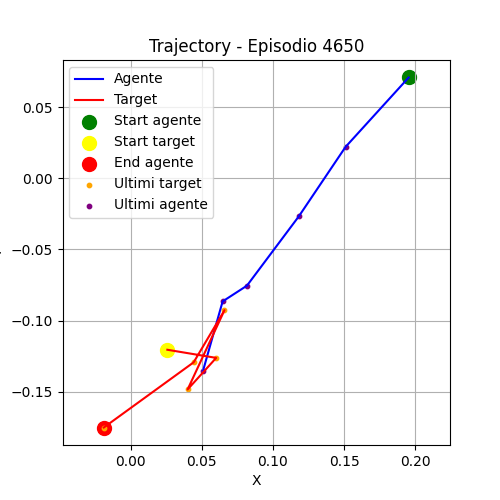 Trajectory - Episodio 4650
Agente
Target
Start agente
Start target
End agente
Ultimi target
Ultimi agente
0.05
0.00
−0.05
−0.10
−0.15
0.00
0.05
0.10
0.15
0.20
X